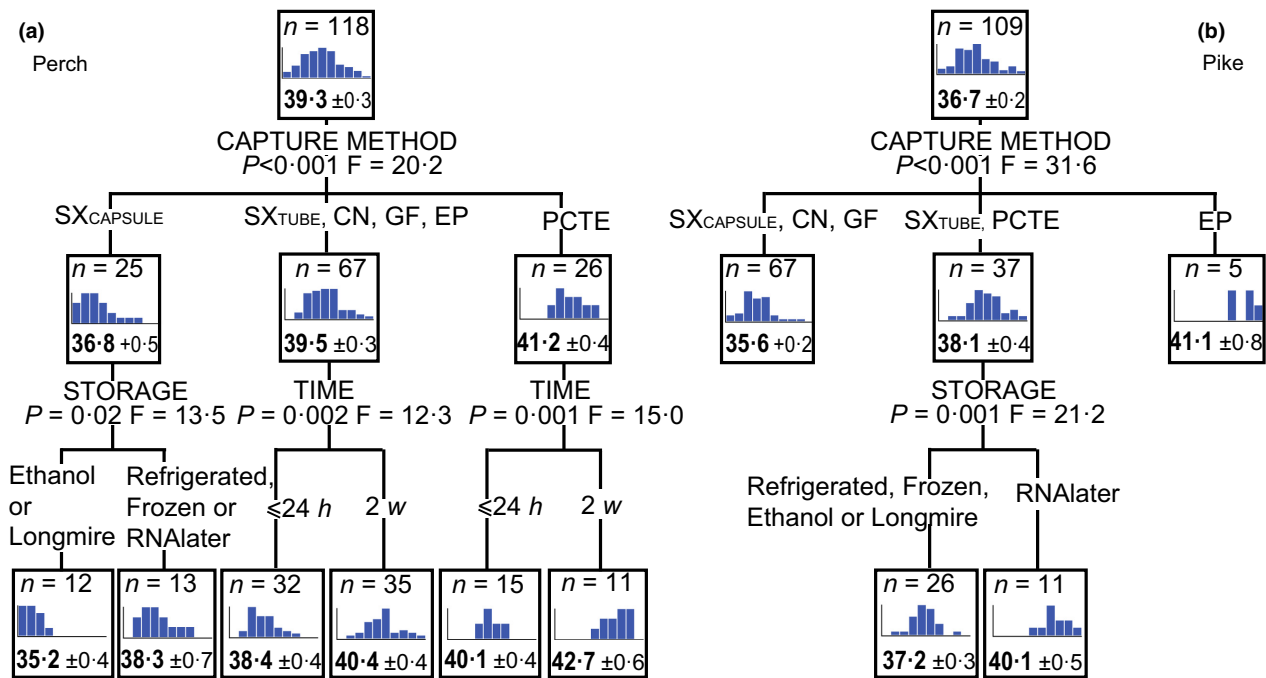 (a)
Perch
n = 118
39·3 ±0·3
CAPTURE METHOD
P<0·001 F = 20·2
SXCAPSULE
SXTUBE, CN, GF, EP
PCTE
n = 25
36·8 +0·5
n = 67
39·5 ±0·3
n = 26
41·2 ±0·4
STORAGE
P = 0·02 F = 13·5
TIME
P = 0·002 F = 12·3
TIME
P = 0·001 F = 15·0
Ethanol
or
Longmire
Refrigerated,
Frozen or
RNAlater
⩽24 h
2 w
⩽24 h
2 w
n = 12
35·2 ±0·4
n = 13
38·3 ±0·7
n = 32
38·4 ±0·4
n = 35
40·4 ±0·4
n = 15
40·1 ±0·4
n = 11
42·7 ±0·6
(b)
Pike
n = 109
36·7 ±0·2
CAPTURE METHOD
P<0·001 F = 31·6
SXCAPSULE, CN, GF
SXTUBE, PCTE
EP
n = 67
35·6 +0·2
n = 37
38·1 ±0·4
n = 5
41·1 ±0·8
STORAGE
P = 0·001 F = 21·2
Refrigerated, Frozen,
Ethanol or Longmire
RNAlater
n = 26
37·2 ±0·3
n = 11
40·1 ±0·5